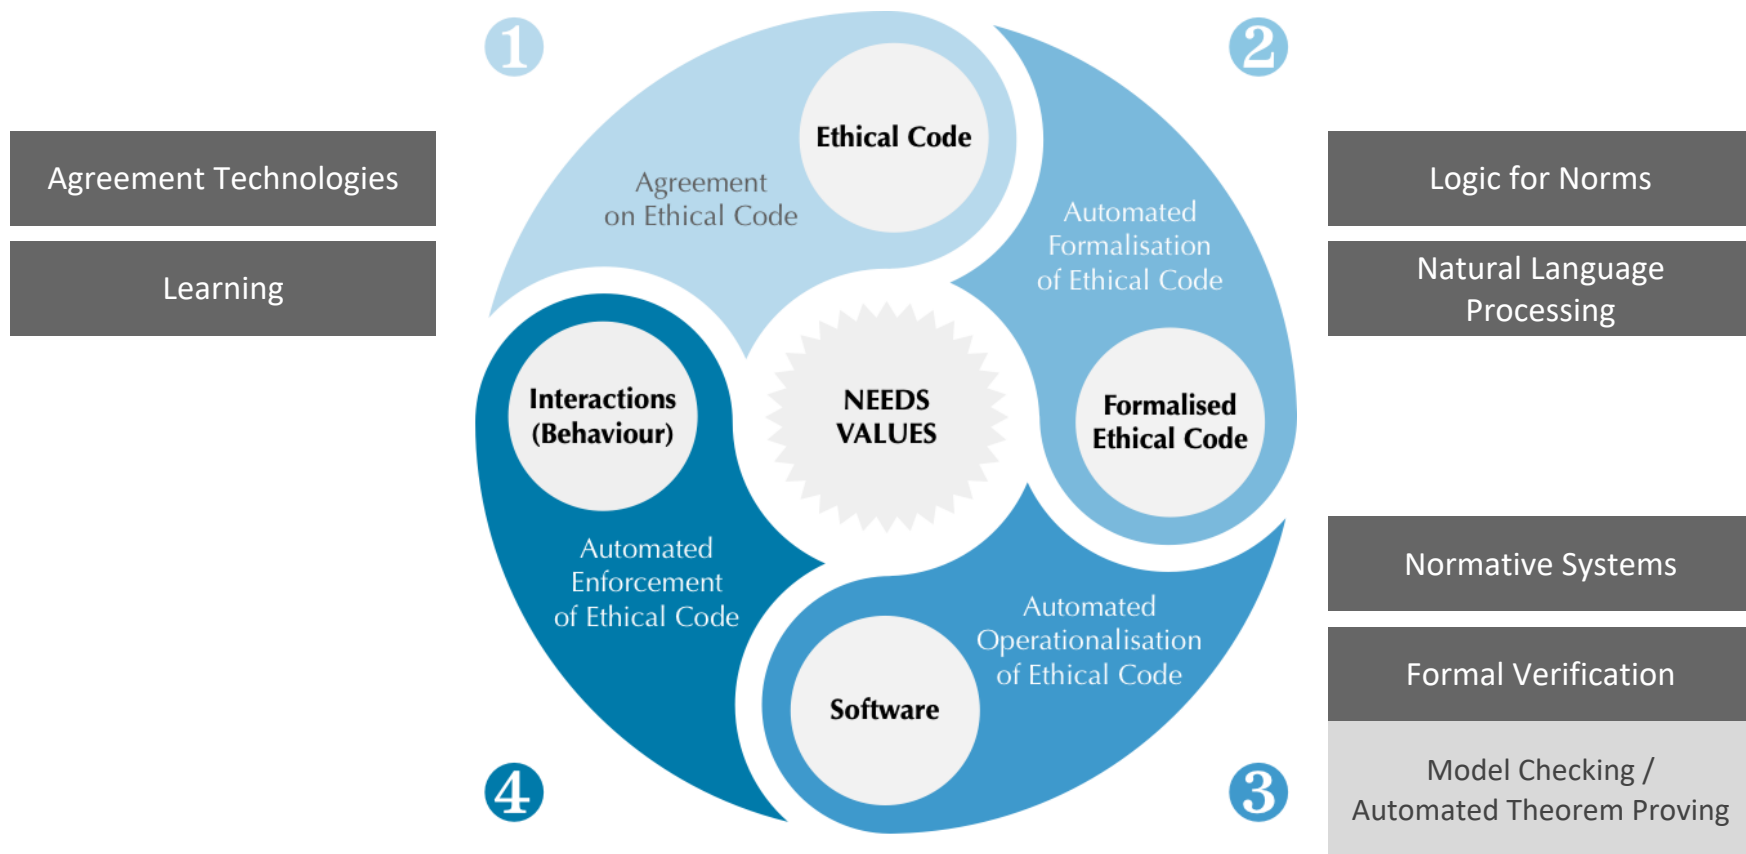 1
2
Ethical Code
Agreement
on Ethical Code
Agreement Technologies
Learning
Automated
Formalisation
of Ethical Code
Logic for Norms
Natural Language
Processing
Interactions
(Behaviour)
NEEDS
VALUES
Formalised
Ethical Code
Automated
Enforcement
of Ethical Code
Automated
Operationalisation
of Ethical Code
Software
Normative Systems
Formal Verification
Model Checking /
Automated Theorem Proving
4
3